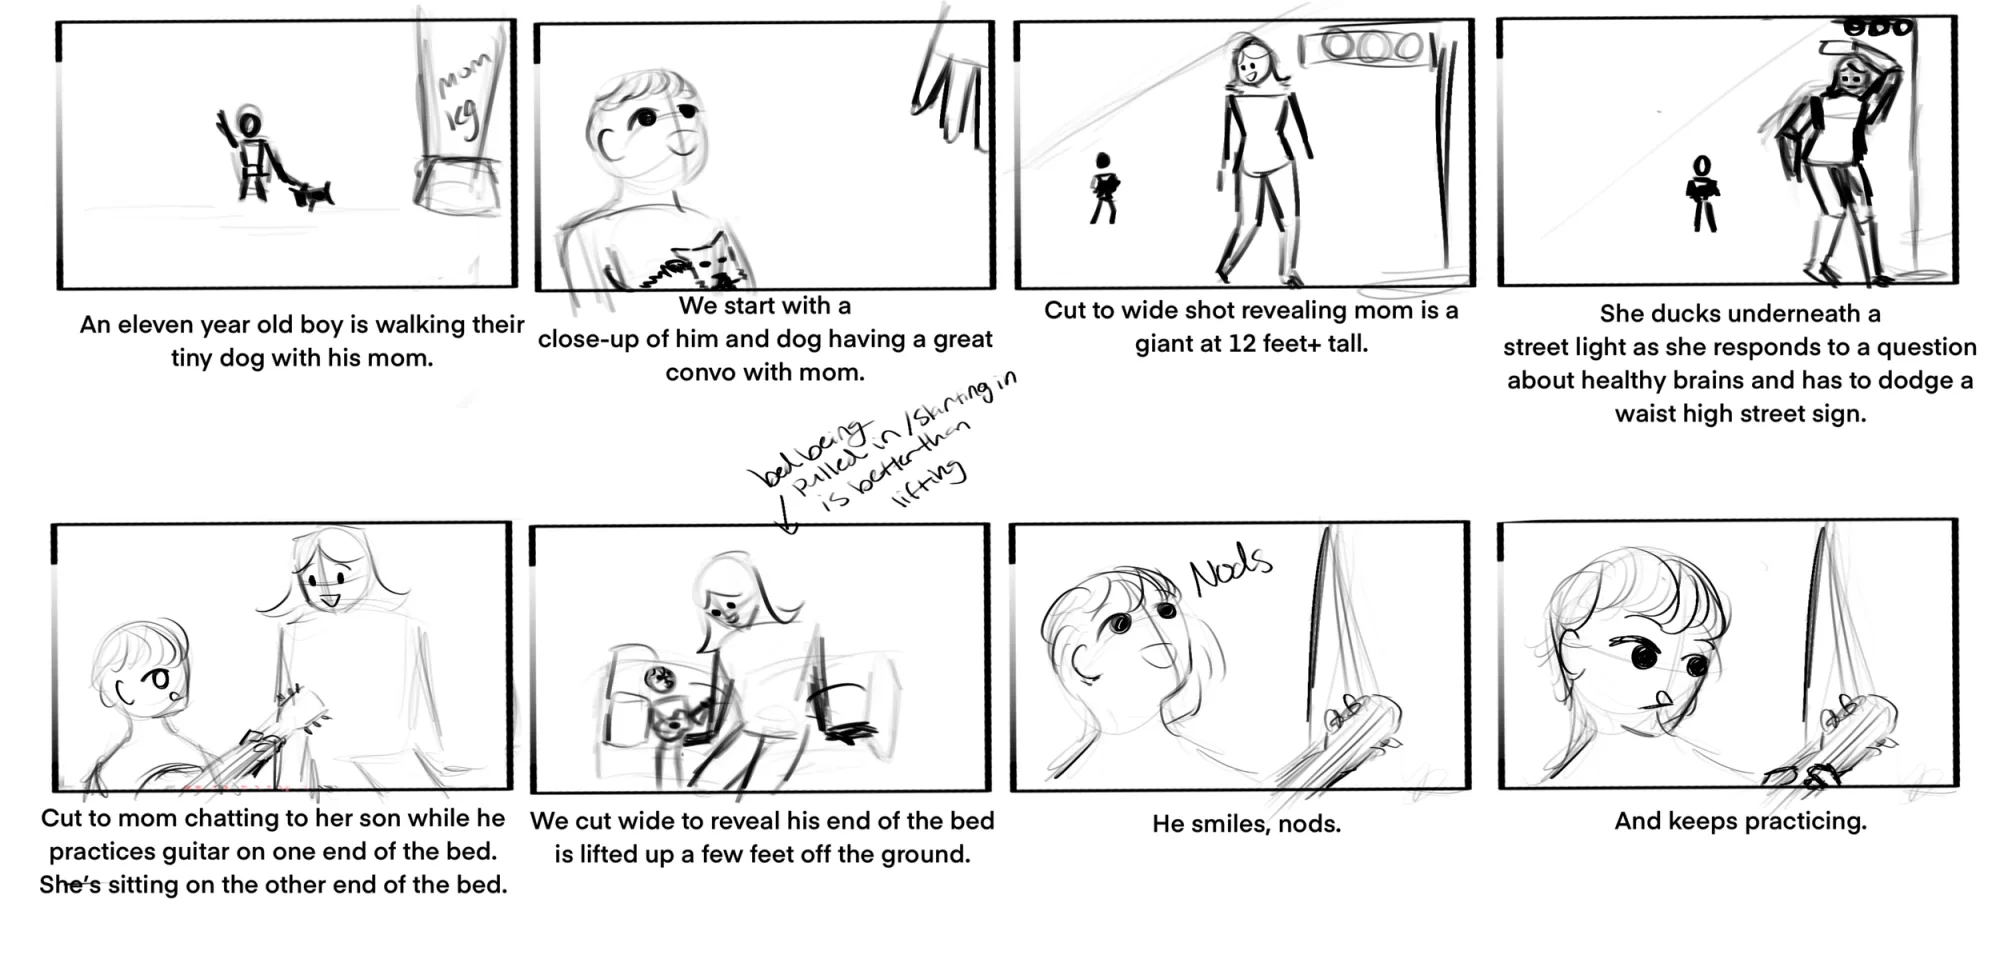 mom
leg
An eleven year old boy is walking their
tiny dog with his mom.
We start with a
close-up of him and dog having a great
convo with mom.
Cut to wide shot revealing mom is a
giant at 12 feet+ tall.
She ducks underneath a
street light as she responds to a question
about healthy brains and has to dodge a
waist high street sign.
bed being
pulled in / starting in
is better than
lifting
Cut to mom chatting to her son while he
practices guitar on one end of the bed.
She's sitting on the other end of the bed.
We cut wide to reveal his end of the bed
is lifted up a few feet off the ground.
Nods
He smiles, nods.
And keeps practicing.